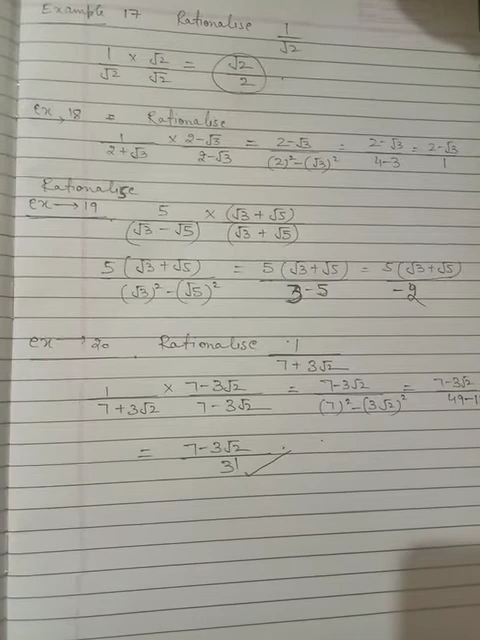 Example 17 Rationalise 1/√2
1/√2 × √2/√2 = √2/2
ex → 18 = Rationalise
1/(2+√3) × (2-√3)/(2-√3) = (2-√3)/((2)²-(√3)²) = (2-√3)/(4-3) = (2-√3)/1
Rationalise
ex → 19 5/(√3-√5) × (√3+√5)/(√3+√5)
5(√3+√5)/((√3)²-(√5)²) = 5(√3+√5)/(3-5) = 5(√3+√5)/-2
ex → 20 Rationalise 1/(7+3√2)
1/(7+3√2) × (7-3√2)/(7-3√2) = (7-3√2)/((7)²-(3√2)²) = (7-3√2)/(49-1
= (7-3√2)/31